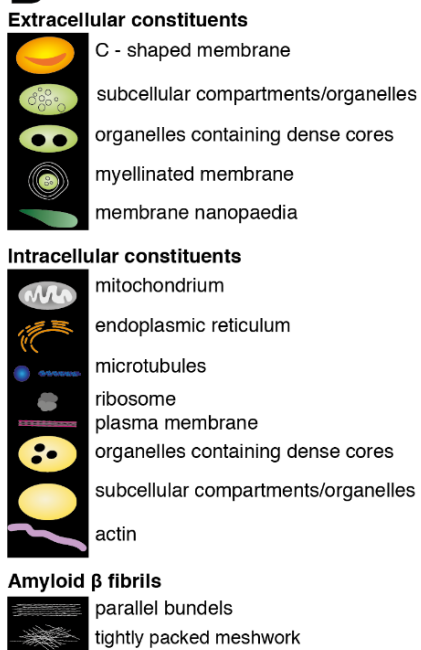 Extracellular constituents
C - shaped membrane
subcellular compartments/organelles
organelles containing dense cores
myellinated membrane
membrane nanopaedia
Intracellular constituents
mitochondrium
endoplasmic reticulum
microtubules
ribosome
plasma membrane
organelles containing dense cores
subcellular compartments/organelles
actin
Amyloid β fibrils
parallel bundels
tightly packed meshwork